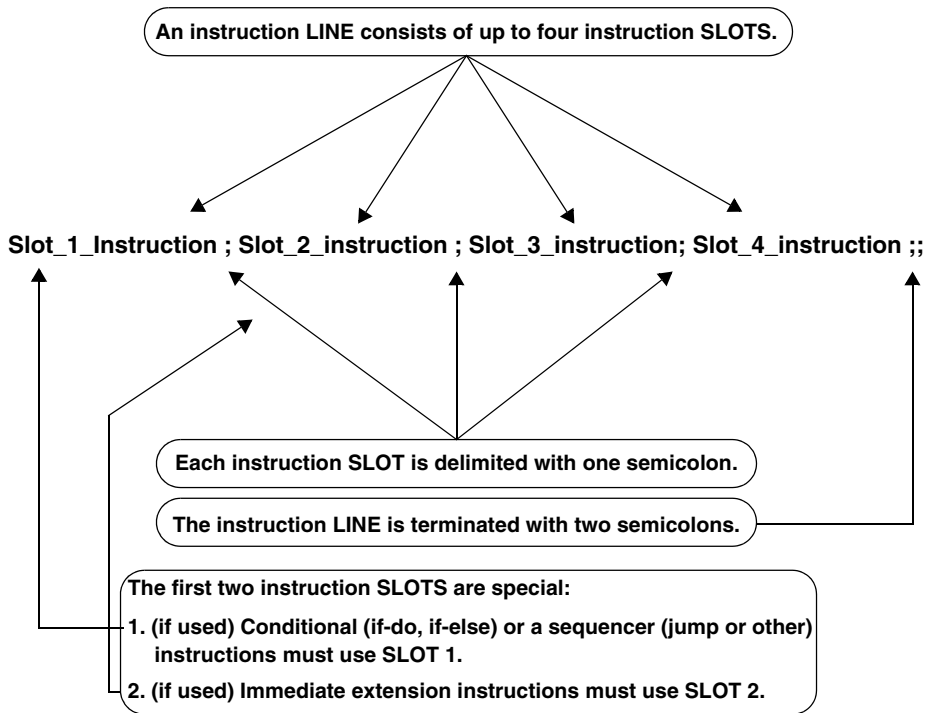 An instruction LINE consists of up to four instruction SLOTS.
Slot_1_Instruction ; Slot_2_instruction ; Slot_3_instruction; Slot_4_instruction ;;
Each instruction SLOT is delimited with one semicolon.
The instruction LINE is terminated with two semicolons.
The first two instruction SLOTS are special:
1. (if used) Conditional (if-do, if-else) or a sequencer (jump or other)
instructions must use SLOT 1.
2. (if used) Immediate extension instructions must use SLOT 2.